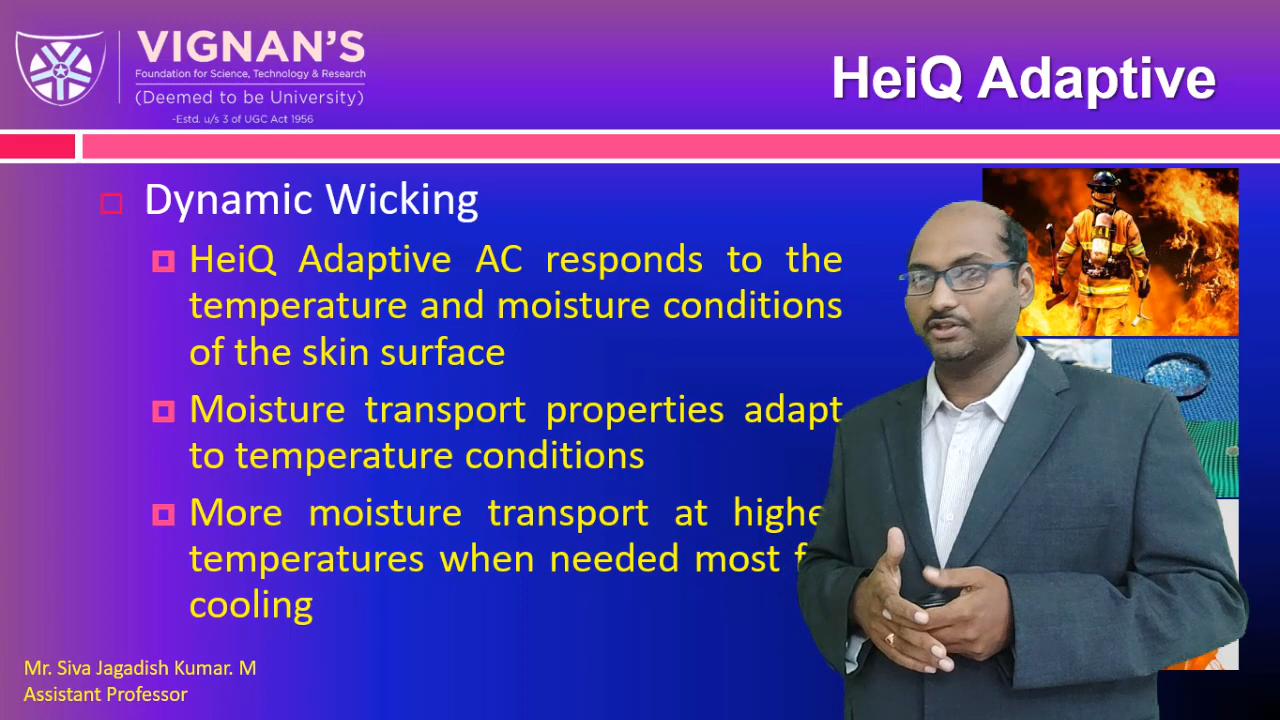 VIGNAN'S
Foundation for Science, Technology & Research
(Deemed to be University)
-Estd. u/s 3 of UGC Act 1956
HeiQ Adaptive
Dynamic Wicking
HeiQ Adaptive AC responds to the
temperature and moisture conditions
of the skin surface
Moisture transport properties adapt
to temperature conditions
More moisture transport at highe
temperatures when needed most f
cooling
Mr. Siva Jagadish Kumar. M
Assistant Professor